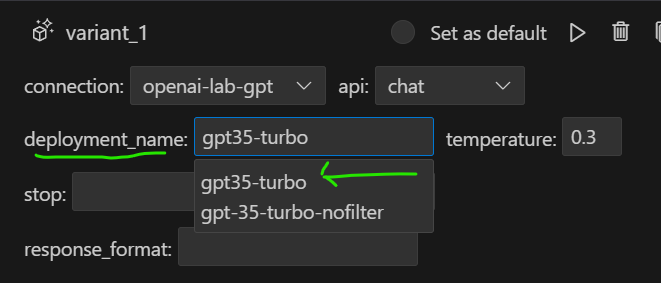 variant_1 Set as default
connection: openai-lab-gpt api: chat
deployment_name: gpt35-turbo temperature: 0.3
gpt35-turbo
stop:
gpt-35-turbo-nofilter
response_format: